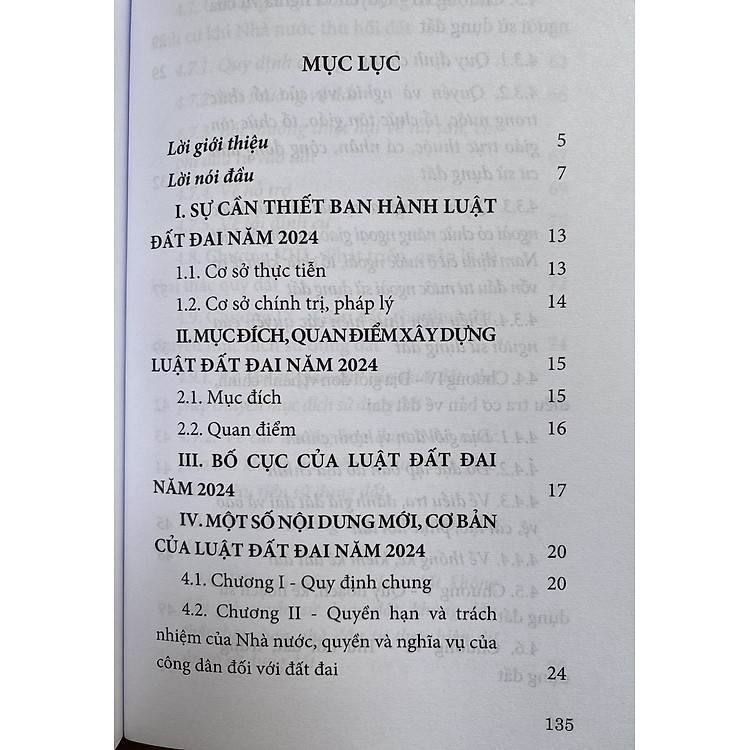 MỤC LỤC
Lời giới thiệu 5
Lời nói đầu 7
I. SỰ CẦN THIẾT BAN HÀNH LUẬT
ĐẤT ĐAI NĂM 2024 13
1.1. Cơ sở thực tiễn 13
1.2. Cơ sở chính trị, pháp lý 14
II. MỤC ĐÍCH, QUAN ĐIỂM XÂY DỰNG
LUẬT ĐẤT ĐAI NĂM 2024 15
2.1. Mục đích 15
2.2. Quan điểm 16
III. BỐ CỤC CỦA LUẬT ĐẤT ĐAI
NĂM 2024 17
IV. MỘT SỐ NỘI DUNG MỚI, CƠ BẢN
CỦA LUẬT ĐẤT ĐAI NĂM 2024 20
4.1. Chương I - Quy định chung 20
4.2. Chương II - Quyền hạn và trách
nhiệm của Nhà nước, quyền và nghĩa vụ của
công dân đối với đất đai 24
135